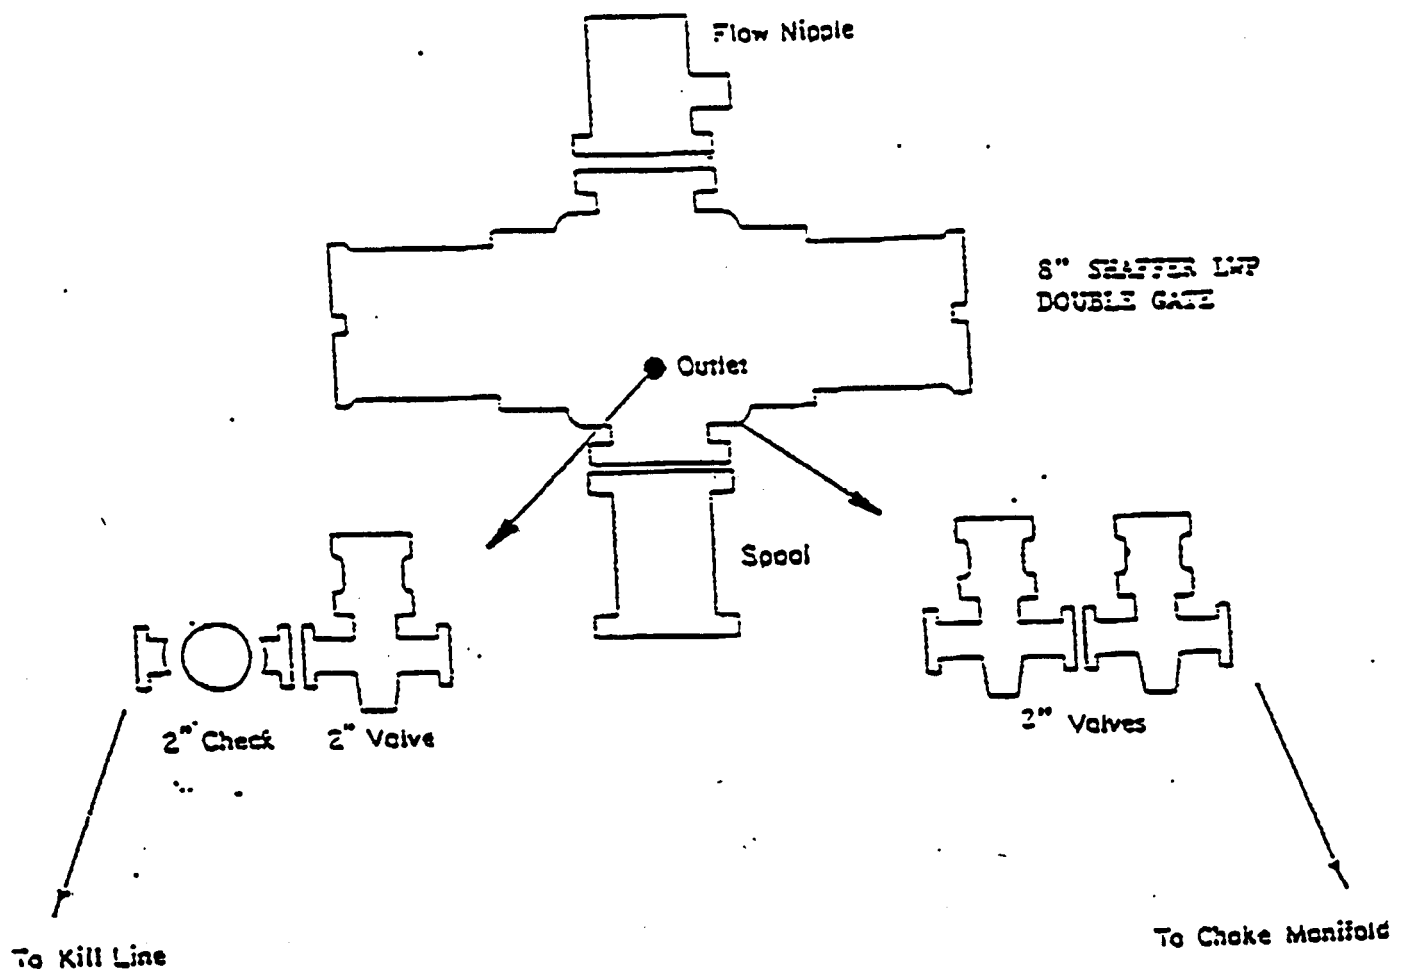 Flow Nipple
8" SHAFFER LWP
DOUBLE GATE
Outlet
Spool
2" Check
2" Valve
2" Valves
To Kill Line
To Choke Manifold